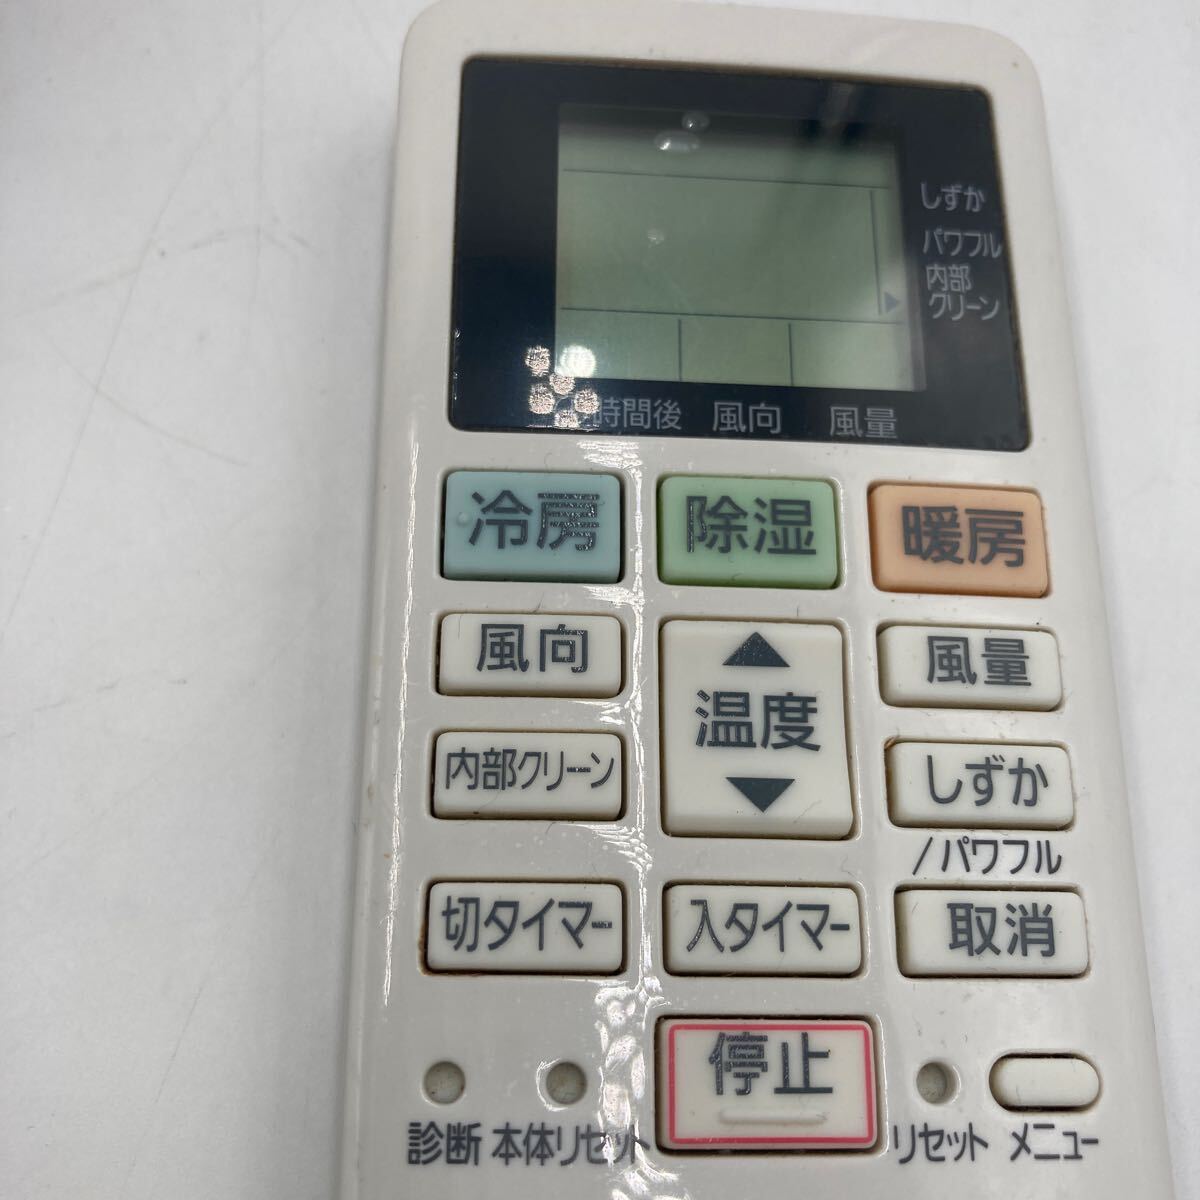 しずか
パワフル
内部
クリーン
時間後 風向 風量
冷房 除湿 暖房
風向 ▲ 風量
温度
内部クリーン ▼ しずか
/パワフル
切タイマー 入タイマー 取消
停止
診断 本体リセット リセット メニュー